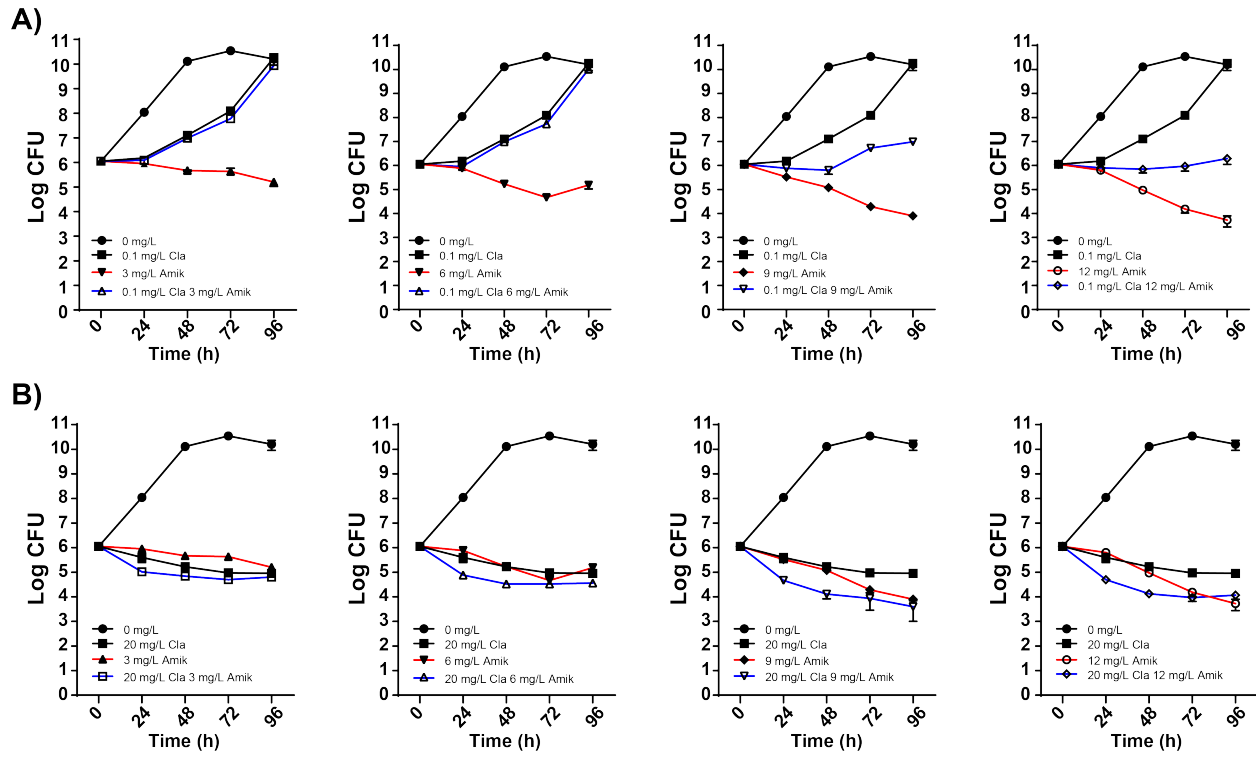 A)
Log CFU
11
10
9
8
7
6
5
4
3
2
1
0
0 mg/L
0.1 mg/L Cla
3 mg/L Amik
0.1 mg/L Cla 3 mg/L Amik
0 24 48 72 96
Time (h)
Log CFU
11
10
9
8
7
6
5
4
3
2
1
0
0 mg/L
0.1 mg/L Cla
6 mg/L Amik
0.1 mg/L Cla 6 mg/L Amik
0 24 48 72 96
Time (h)
Log CFU
11
10
9
8
7
6
5
4
3
2
1
0
0 mg/L
0.1 mg/L Cla
9 mg/L Amik
0.1 mg/L Cla 9 mg/L Amik
0 24 48 72 96
Time (h)
Log CFU
11
10
9
8
7
6
5
4
3
2
1
0
0 mg/L
0.1 mg/L Cla
12 mg/L Amik
0.1 mg/L Cla 12 mg/L Amik
0 24 48 72 96
Time (h)
B)
Log CFU
11
10
9
8
7
6
5
4
3
2
1
0
0 mg/L
20 mg/L Cla
3 mg/L Amik
20 mg/L Cla 3 mg/L Amik
0 24 48 72 96
Time (h)
Log CFU
11
10
9
8
7
6
5
4
3
2
1
0
0 mg/L
20 mg/L Cla
6 mg/L Amik
20 mg/L Cla 6 mg/L Amik
0 24 48 72 96
Time (h)
Log CFU
11
10
9
8
7
6
5
4
3
2
1
0
0 mg/L
20 mg/L Cla
9 mg/L Amik
20 mg/L Cla 9 mg/L Amik
0 24 48 72 96
Time (h)
Log CFU
11
10
9
8
7
6
5
4
3
2
1
0
0 mg/L
20 mg/L Cla
12 mg/L Amik
20 mg/L Cla 12 mg/L Amik
0 24 48 72 96
Time (h)